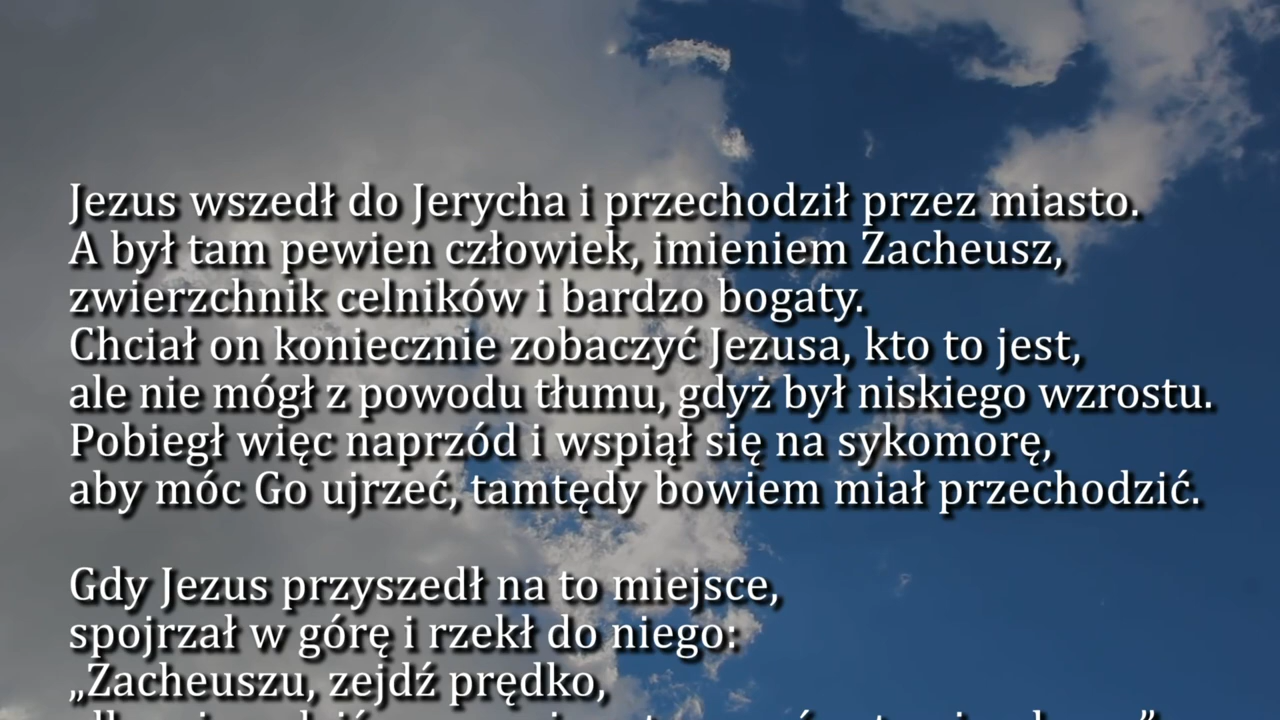 Jezus wszedł do Jerycha i przechodził przez miasto.
A był tam pewien człowiek, imieniem Zacheusz,
zwierzchnik celników i bardzo bogaty.
Chciał on koniecznie zobaczyć Jezusa, kto to jest,
ale nie mógł z powodu tłumu, gdyż był niskiego wzrostu.
Pobiegł więc naprzód i wspiął się na sykomorę,
aby móc Go ujrzeć, tamtędy bowiem miał przechodzić.
Gdy Jezus przyszedł na to miejsce,
spojrzał w górę i rzekł do niego:
„Zacheuszu, zejdź prędko,